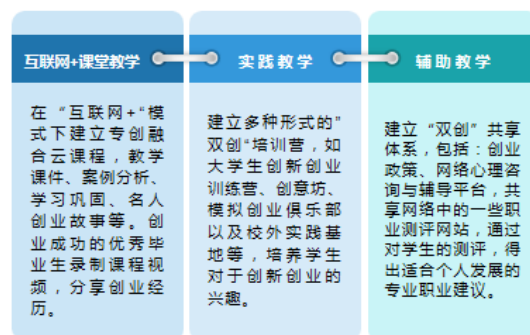 互联网+课堂教学
在“互联网+“模
式下建立专创融
合云课程，教学
课件、案例分析、
学习巩固、名人
创业故事等。创
业成功的优秀毕
业生录制课程视
频，分享创业经
历。
实践教学
建立多种形式的”
双创“培训营，如
大学生创新创业
训练营、创意坊、
模拟创业俱乐部
以及校外实践基
地等，培养学生
对于创新创业的
兴趣。
辅助教学
建立“双创”共享
体系，包括：创业
政策、网络心理咨
询与辅导平台，共
享网络中的一些职
业测评网站，通过
对学生的测评，得
出适合个人发展的
专业职业建议。